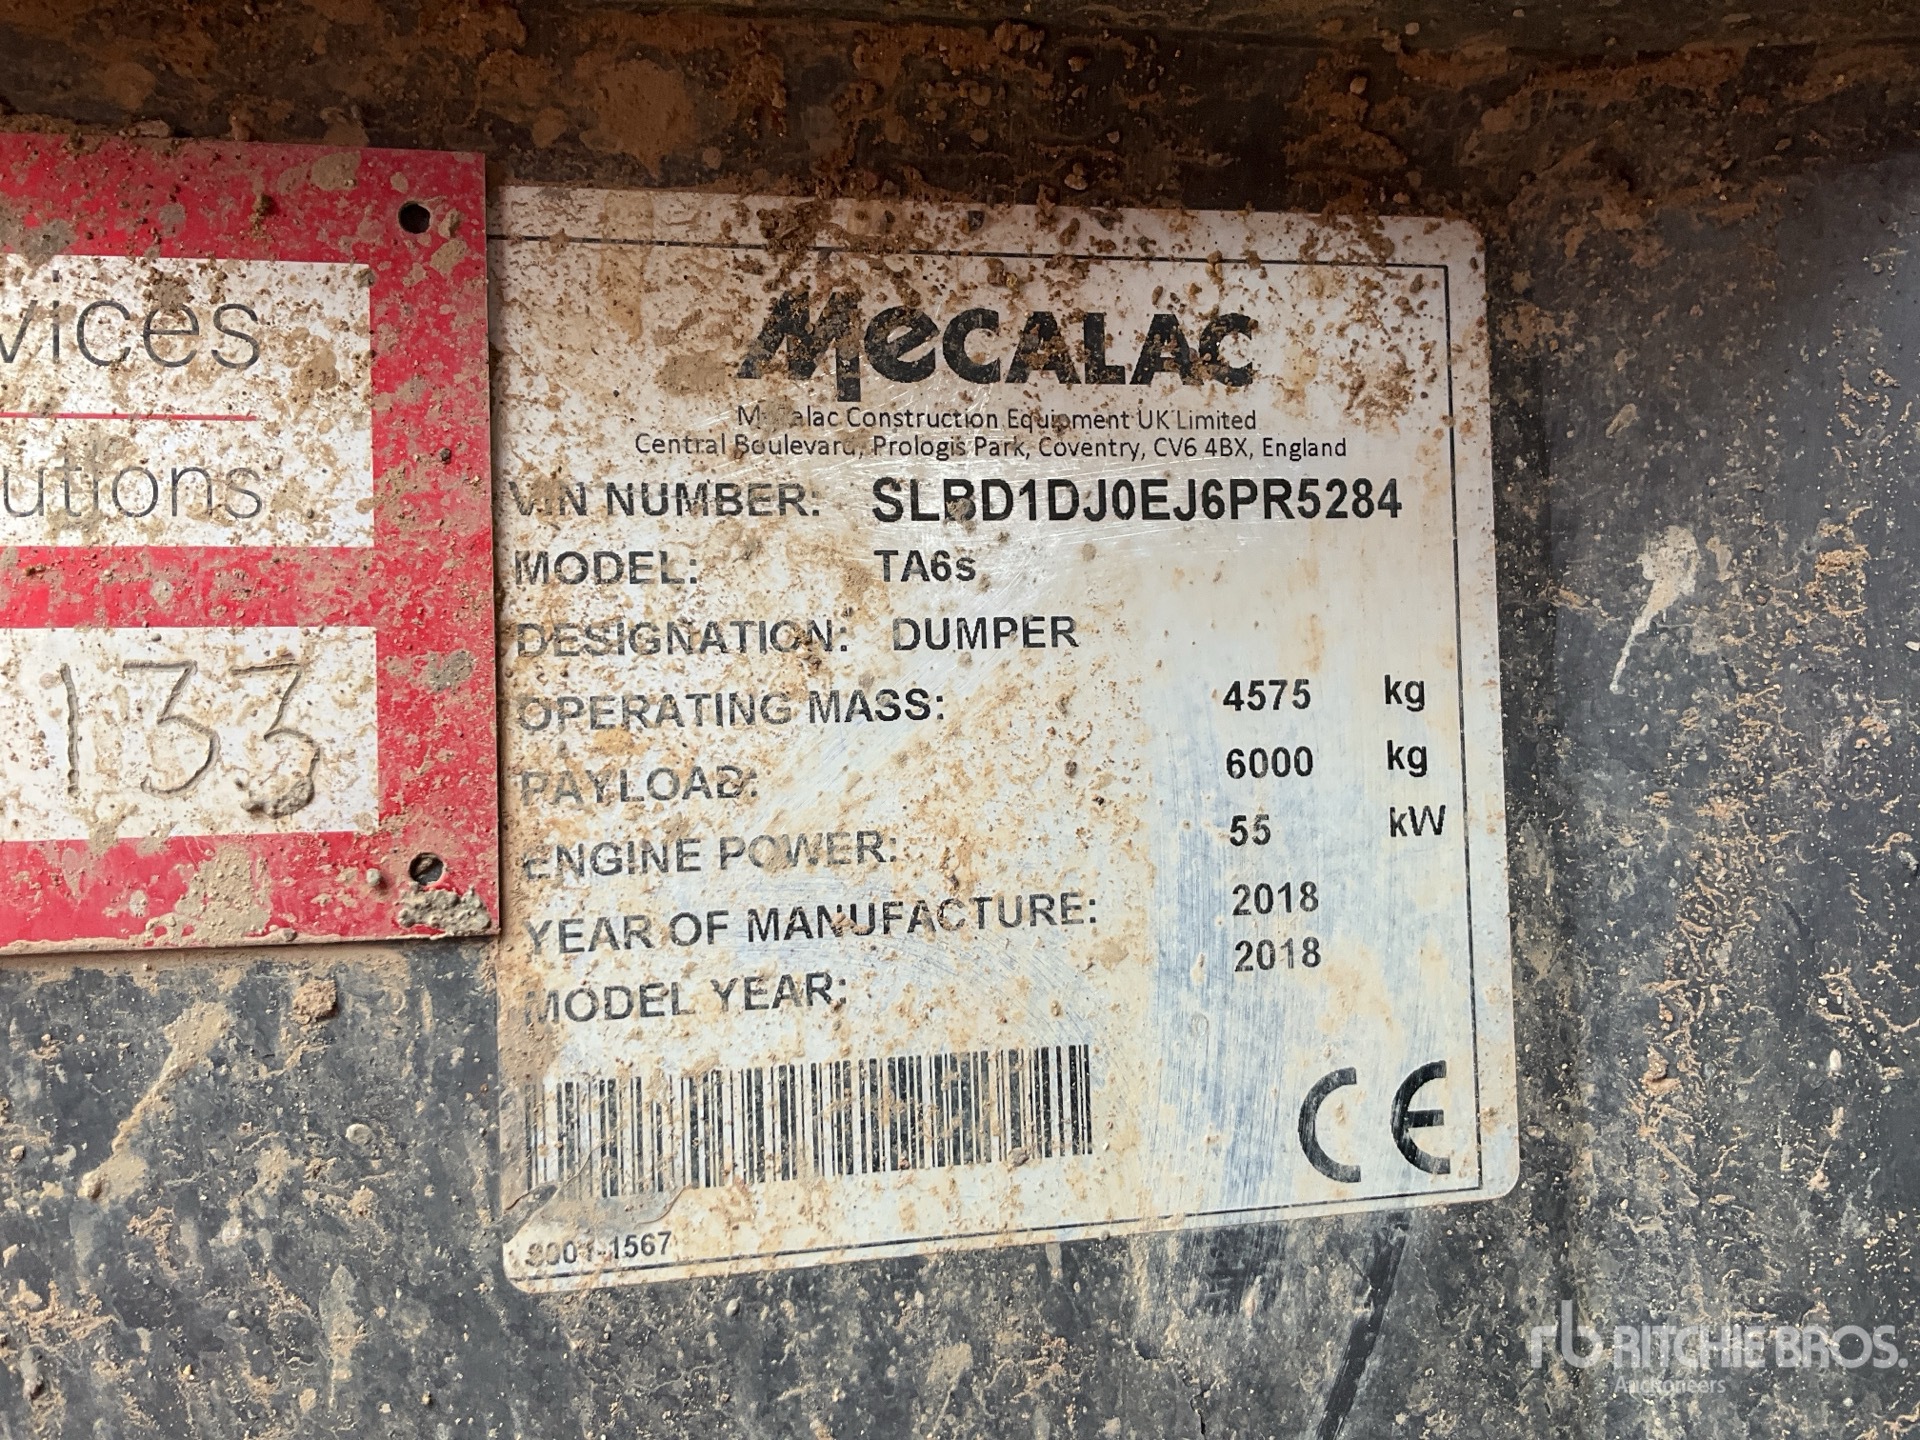 vices
utions
133
MECALAC
Mecalac Construction Equipment UK Limited
Central Boulevard, Prologis Park, Coventry, CV6 4BX, England
VIN NUMBER: SLBD1DJ0EJ6PR5284
MODEL: TA6s
DESIGNATION: DUMPER
OPERATING MASS: 4575 kg
PAYLOAD: 6000 kg
ENGINE POWER: 55 kW
YEAR OF MANUFACTURE: 2018
MODEL YEAR: 2018
CE
rb RITCHIE BROS.
Auctioneers